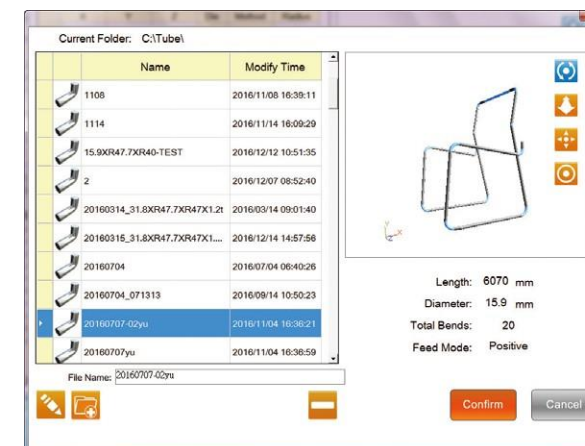 X Y Z Die Method Radius
Current Folder: C:\Tube\
Name Modify Time
1108 2016/11/08 16:39:11
1114 2016/11/14 16:09:29
15.9XR47.7XR40-TEST 2016/12/12 10:51:35
2 2016/12/07 08:52:40
20160314_31.8XR47.7XR47X1.2t 2016/03/14 09:01:40
20160315_31.8XR47.7XR47X1.... 2016/12/14 14:57:56
20160704 2016/07/04 06:40:26
20160704_071313 2016/09/14 10:50:23
20160707-02yu 2016/11/04 16:36:21
20160707yu 2016/11/04 16:36:59
File Name: 20160707-02yu
Length: 6070 mm
Diameter: 15.9 mm
Total Bends: 20
Feed Mode: Positive
Confirm Cancel